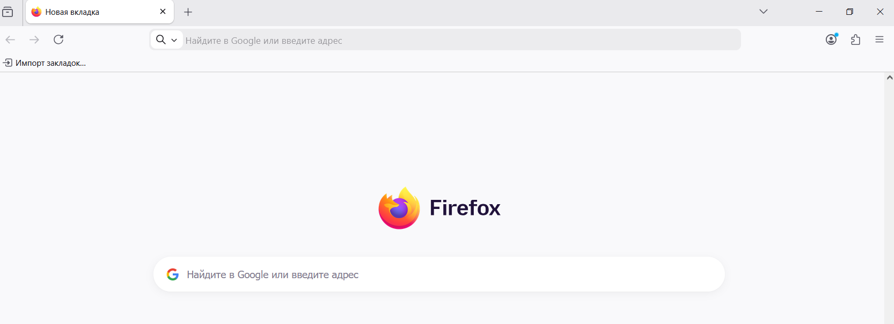 Новая вкладка
Найдите в Google или введите адрес
Импорт закладок...
Firefox
Найдите в Google или введите адрес